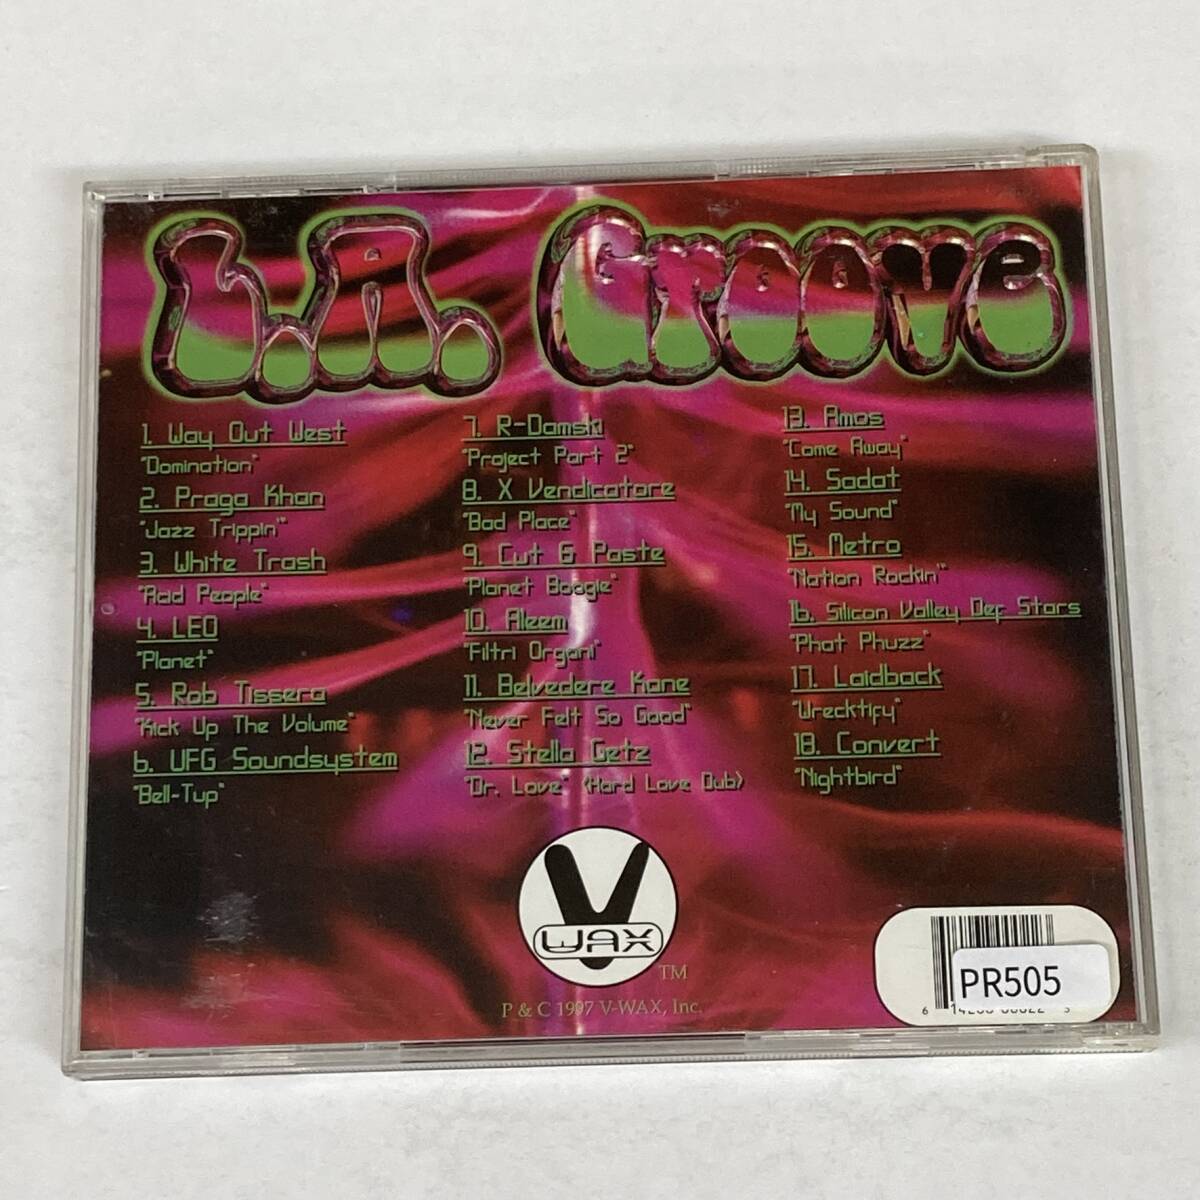 L.A. Groove
1. Way Out West
"Domination"
2. Praga Khan
"Jazz Trippin'"
3. White Trash
"Acid People"
4. LEO
"Planet"
5. Rob Tissera
"Kick Up The Volume"
6. UFG Soundsystem
"Bell-Tup"
7. R-Damski
"Project Part 2"
8. X Vendicatore
"Bad Place"
9. Cut & Paste
"Planet Boogie"
10. Aleem
"Filtri Organi"
11. Belvedere Kane
"Never Felt So Good"
12. Stella Getz
"Dr. Love" (Hard Love Dub)
13. Amos
"Come Away"
14. Sadat
"My Sound"
15. Metro
"Nation Rockin'"
16. Silicon Valley Def Stars
"Phat Phuzz"
17. Laidback
"Wrecktify"
18. Convert
"Nightbird"
V
WAX
TM
P & C 1997 V-WAX, Inc.
PR505